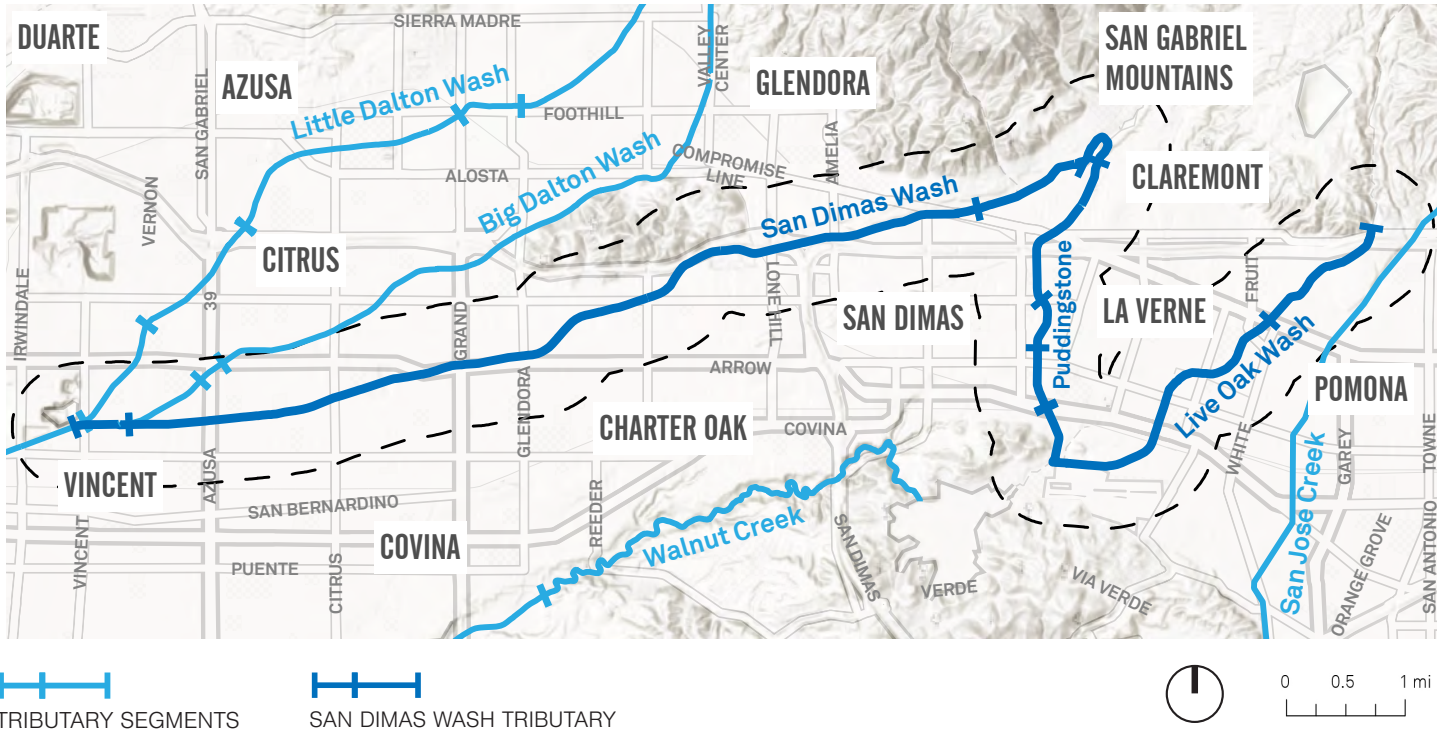 SIERRA MADRE
DUARTE
VALLEY
CENTER
SAN GABRIEL
MOUNTAINS
AZUSA
GLENDORA
Little Dalton Wash
FOOTHILL
SAN GABRIEL
Big Dalton Wash
COMPROMISE
LINE
AMELIA
ALOSTA
CLAREMONT
VERNON
San Dimas Wash
CITRUS
IRWINDALE
39
GRAND
LONE HILL
SAN DIMAS
Puddingstone
LA VERNE
FRUIT
ARROW
Live Oak Wash
POMONA
GLENDORA
CHARTER OAK
COVINA
WHITE
GAREY
TOWNE
VINCENT
AZUSA
SAN BERNARDINO
REEDER
Walnut Creek
SAN DIMAS
San Jose Creek
COVINA
VINCENT
PUENTE
CITRUS
VERDE
VIA VERDE
ORANGE GROVE
SAN ANTONIO
TRIBUTARY SEGMENTS
SAN DIMAS WASH TRIBUTARY
0 0.5 1 mi